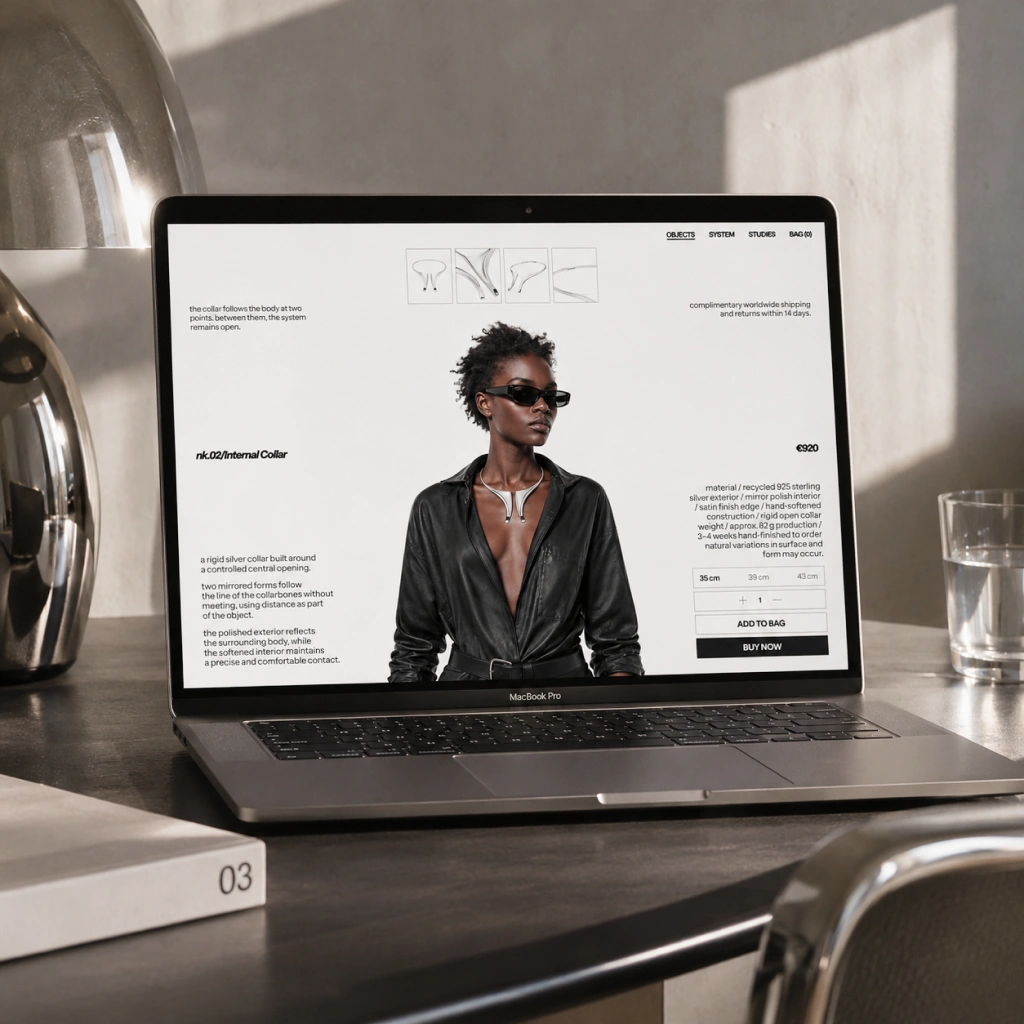 OBJECTS SYSTEM STUDIES BAG (0)
the collar follows the body at two
points. between them, the system
remains open.
complimentary worldwide shipping
and returns within 14 days.
nk.02/Internal Collar
€920
material / recycled 925 sterling
silver exterior / mirror polish interior
/ satin finish edge / hand-softened
construction / rigid open collar
weight / approx. 82 g production /
3–4 weeks hand-finished to order
natural variations in surface and
form may occur.
a rigid silver collar built around
a controlled central opening.
two mirrored forms follow
the line of the collarbones without
meeting, using distance as part
of the object.
the polished exterior reflects
the surrounding body, while
the softened interior maintains
a precise and comfortable contact.
35 cm 39 cm 43 cm
+ 1 —
ADD TO BAG
BUY NOW
MacBook Pro
03